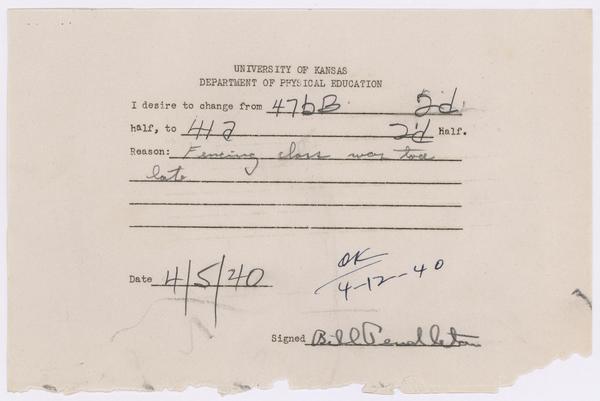 UNIVERSITY OF KANSAS
DEPARTMENT OF PHYSICAL EDUCATION
I desire to change from 47bB 2d
half, to 41a 2'd Half.
Reason: Fencing class was too
late
Date 4/5/40
OK
4-12-40
Signed Bill Pendleton